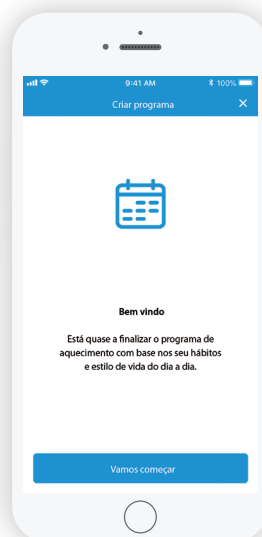 9:41 AM 100%
Criar programa
Bem vindo
Está quase a finalizar o programa de
aquecimento com base nos seu hábitos
e estilo de vida do dia a dia.
Vamos começar